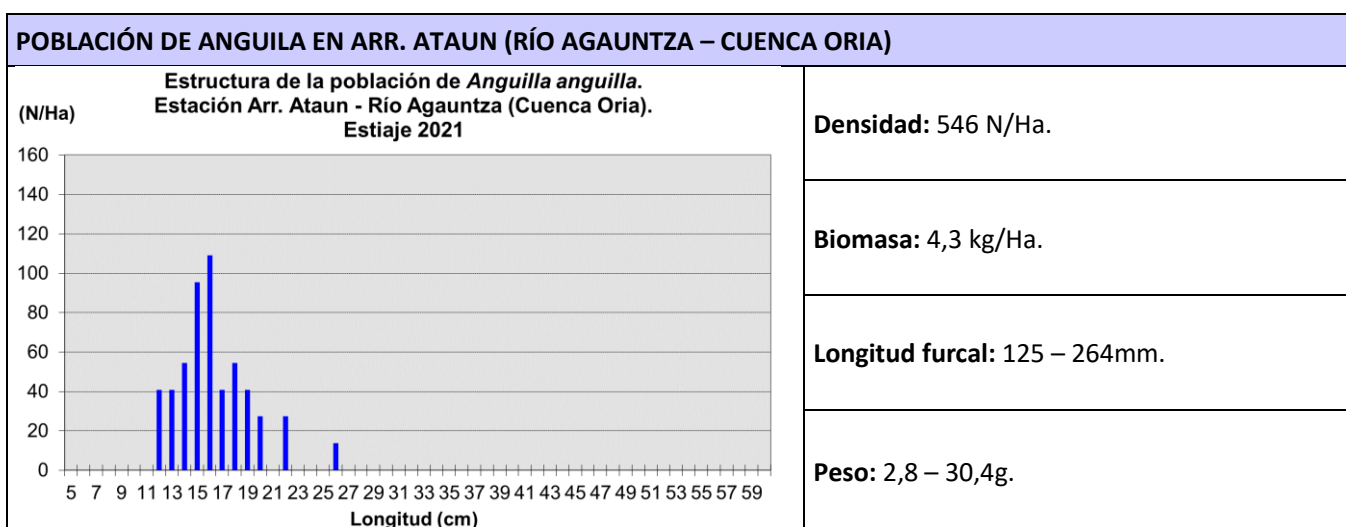 POBLACIÓN DE ANGUILA EN ARR. ATAUN (RÍO AGAUNTZA – CUENCA ORIA)
Estructura de la población de Anguilla anguilla.
Estación Arr. Ataun - Río Agauntza (Cuenca Oria).
Estiaje 2021
(N/Ha)
160
140
120
100
80
60
40
20
0
5 7 9 11 13 15 17 19 21 23 25 27 29 31 33 35 37 39 41 43 45 47 49 51 53 55 57 59
Longitud (cm)
Densidad: 546 N/Ha.
Biomasa: 4,3 kg/Ha.
Longitud furcal: 125 – 264mm.
Peso: 2,8 – 30,4g.